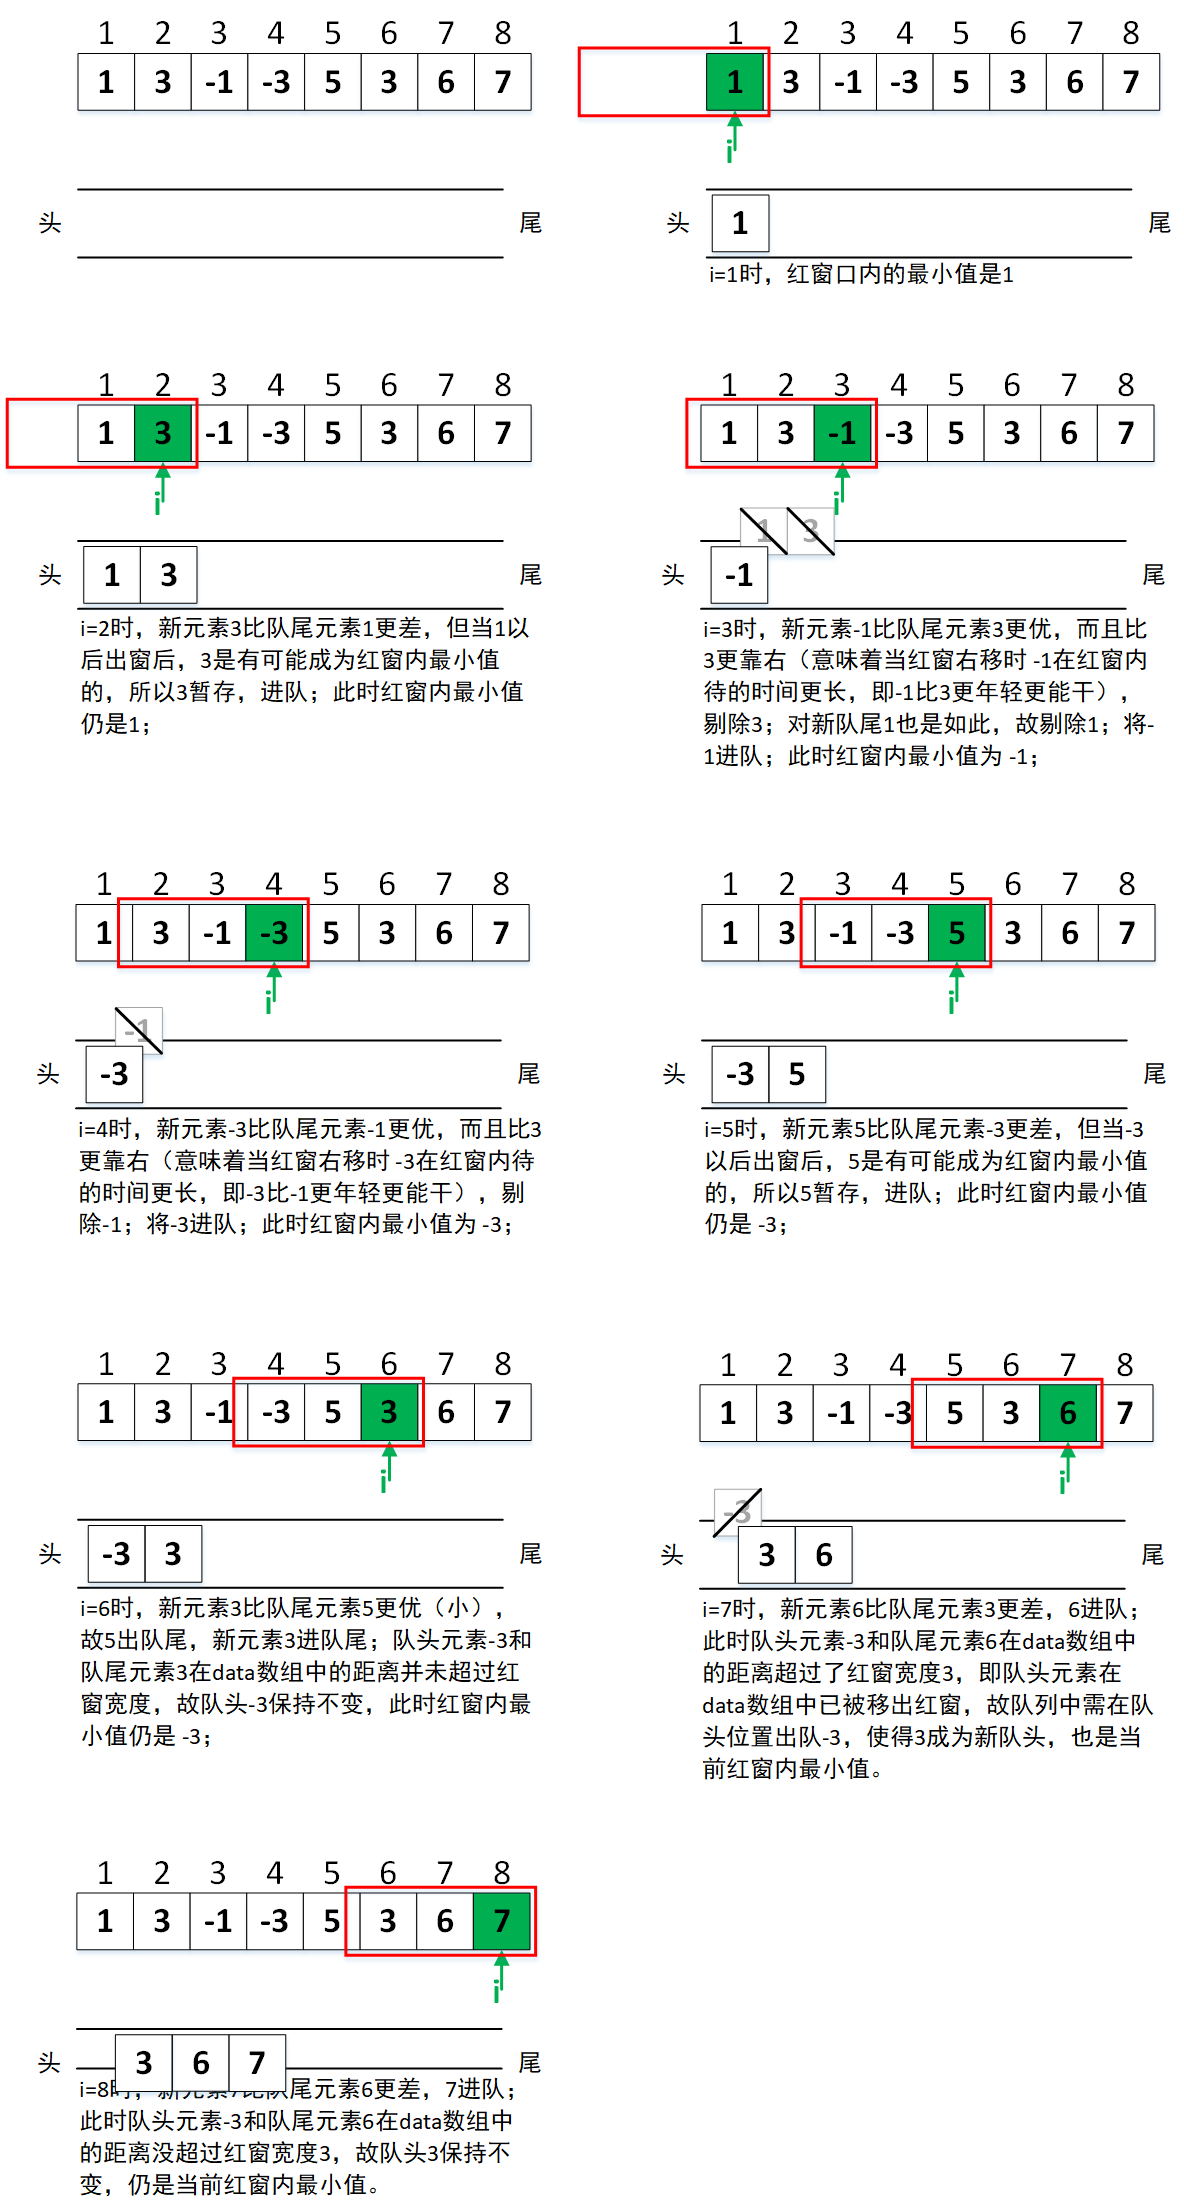 1 2 3 4 5 6 7 8
1 3 -1 -3 5 3 6 7
头 尾
1 2 3 4 5 6 7 8
1 3 -1 -3 5 3 6 7
i
头 1 尾
i=1时，红窗口内的最小值是1
1 2 3 4 5 6 7 8
1 3 -1 -3 5 3 6 7
i
头 1 3 尾
i=2时，新元素3比队尾元素1更差，但当1以
后出窗后，3是有可能成为红窗内最小值
的，所以3暂存，进队；此时红窗内最小值
仍是1；
1 2 3 4 5 6 7 8
1 3 -1 -3 5 3 6 7
i
1 3
头 -1 尾
i=3时，新元素-1比队尾元素3更优，而且比
3更靠右（意味着当红窗右移时 -1在红窗内
待的时间更长，即-1比3更年轻更能干），
剔除3；对新队尾1也是如此，故剔除1；将-
1进队；此时红窗内最小值为 -1；
1 2 3 4 5 6 7 8
1 3 -1 -3 5 3 6 7
i
-1
头 -3 尾
i=4时，新元素-3比队尾元素-1更优，而且比3
更靠右（意味着当红窗右移时 -3在红窗内待
的时间更长，即-3比-1更年轻更能干），剔
除-1；将-3进队；此时红窗内最小值为 -3；
1 2 3 4 5 6 7 8
1 3 -1 -3 5 3 6 7
i
头 -3 5 尾
i=5时，新元素5比队尾元素-3更差，但当-3
以后出窗后，5是有可能成为红窗内最小值
的，所以5暂存，进队；此时红窗内最小值
仍是 -3；
1 2 3 4 5 6 7 8
1 3 -1 -3 5 3 6 7
i
头 -3 3 尾
i=6时，新元素3比队尾元素5更优（小），
故5出队尾，新元素3进队尾；队头元素-3和
队尾元素3在data数组中的距离并未超过红
窗宽度，故队头-3保持不变，此时红窗内最
小值仍是 -3；
1 2 3 4 5 6 7 8
1 3 -1 -3 5 3 6 7
i
-3
头 3 6 尾
i=7时，新元素6比队尾元素3更差，6进队；
此时队头元素-3和队尾元素6在data数组中
的距离超过了红窗宽度3，即队头元素在
data数组中已被移出红窗，故队列中需在队
头位置出队-3，使得3成为新队头，也是当
前红窗内最小值。
1 2 3 4 5 6 7 8
1 3 -1 -3 5 3 6 7
i
头 3 6 7 尾
i=8时，新元素7比队尾元素6更差，7进队；
此时队头元素-3和队尾元素6在data数组中
的距离没超过红窗宽度3，故队头3保持不
变，仍是当前红窗内最小值。